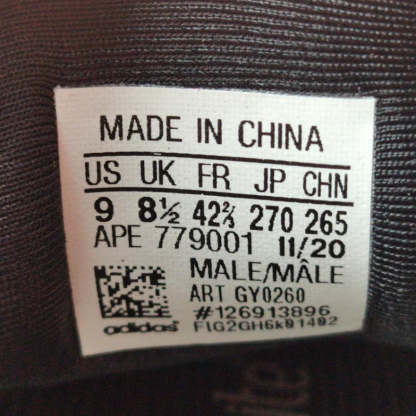 MADE IN CHINA
US UK FR JP CHN
9 8½ 42⅔ 270 265
APE 779001 11/20
MALE/MÂLE
ART GY0260
#126913896
adidas FIG2GH6k01402